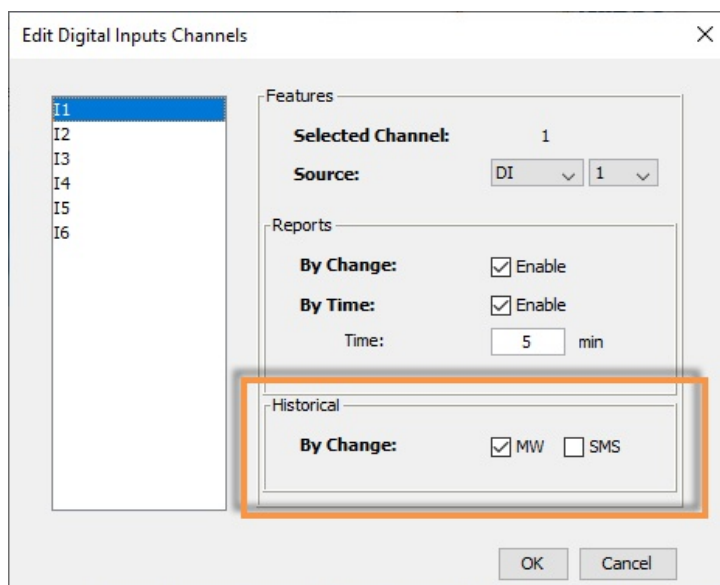 Edit Digital Inputs Channels
I1
I2
I3
I4
I5
I6
Features
Selected Channel: 1
Source: DI 1
Reports
By Change: Enable
By Time: Enable
Time: 5 min
Historical
By Change: MW SMS
OK Cancel